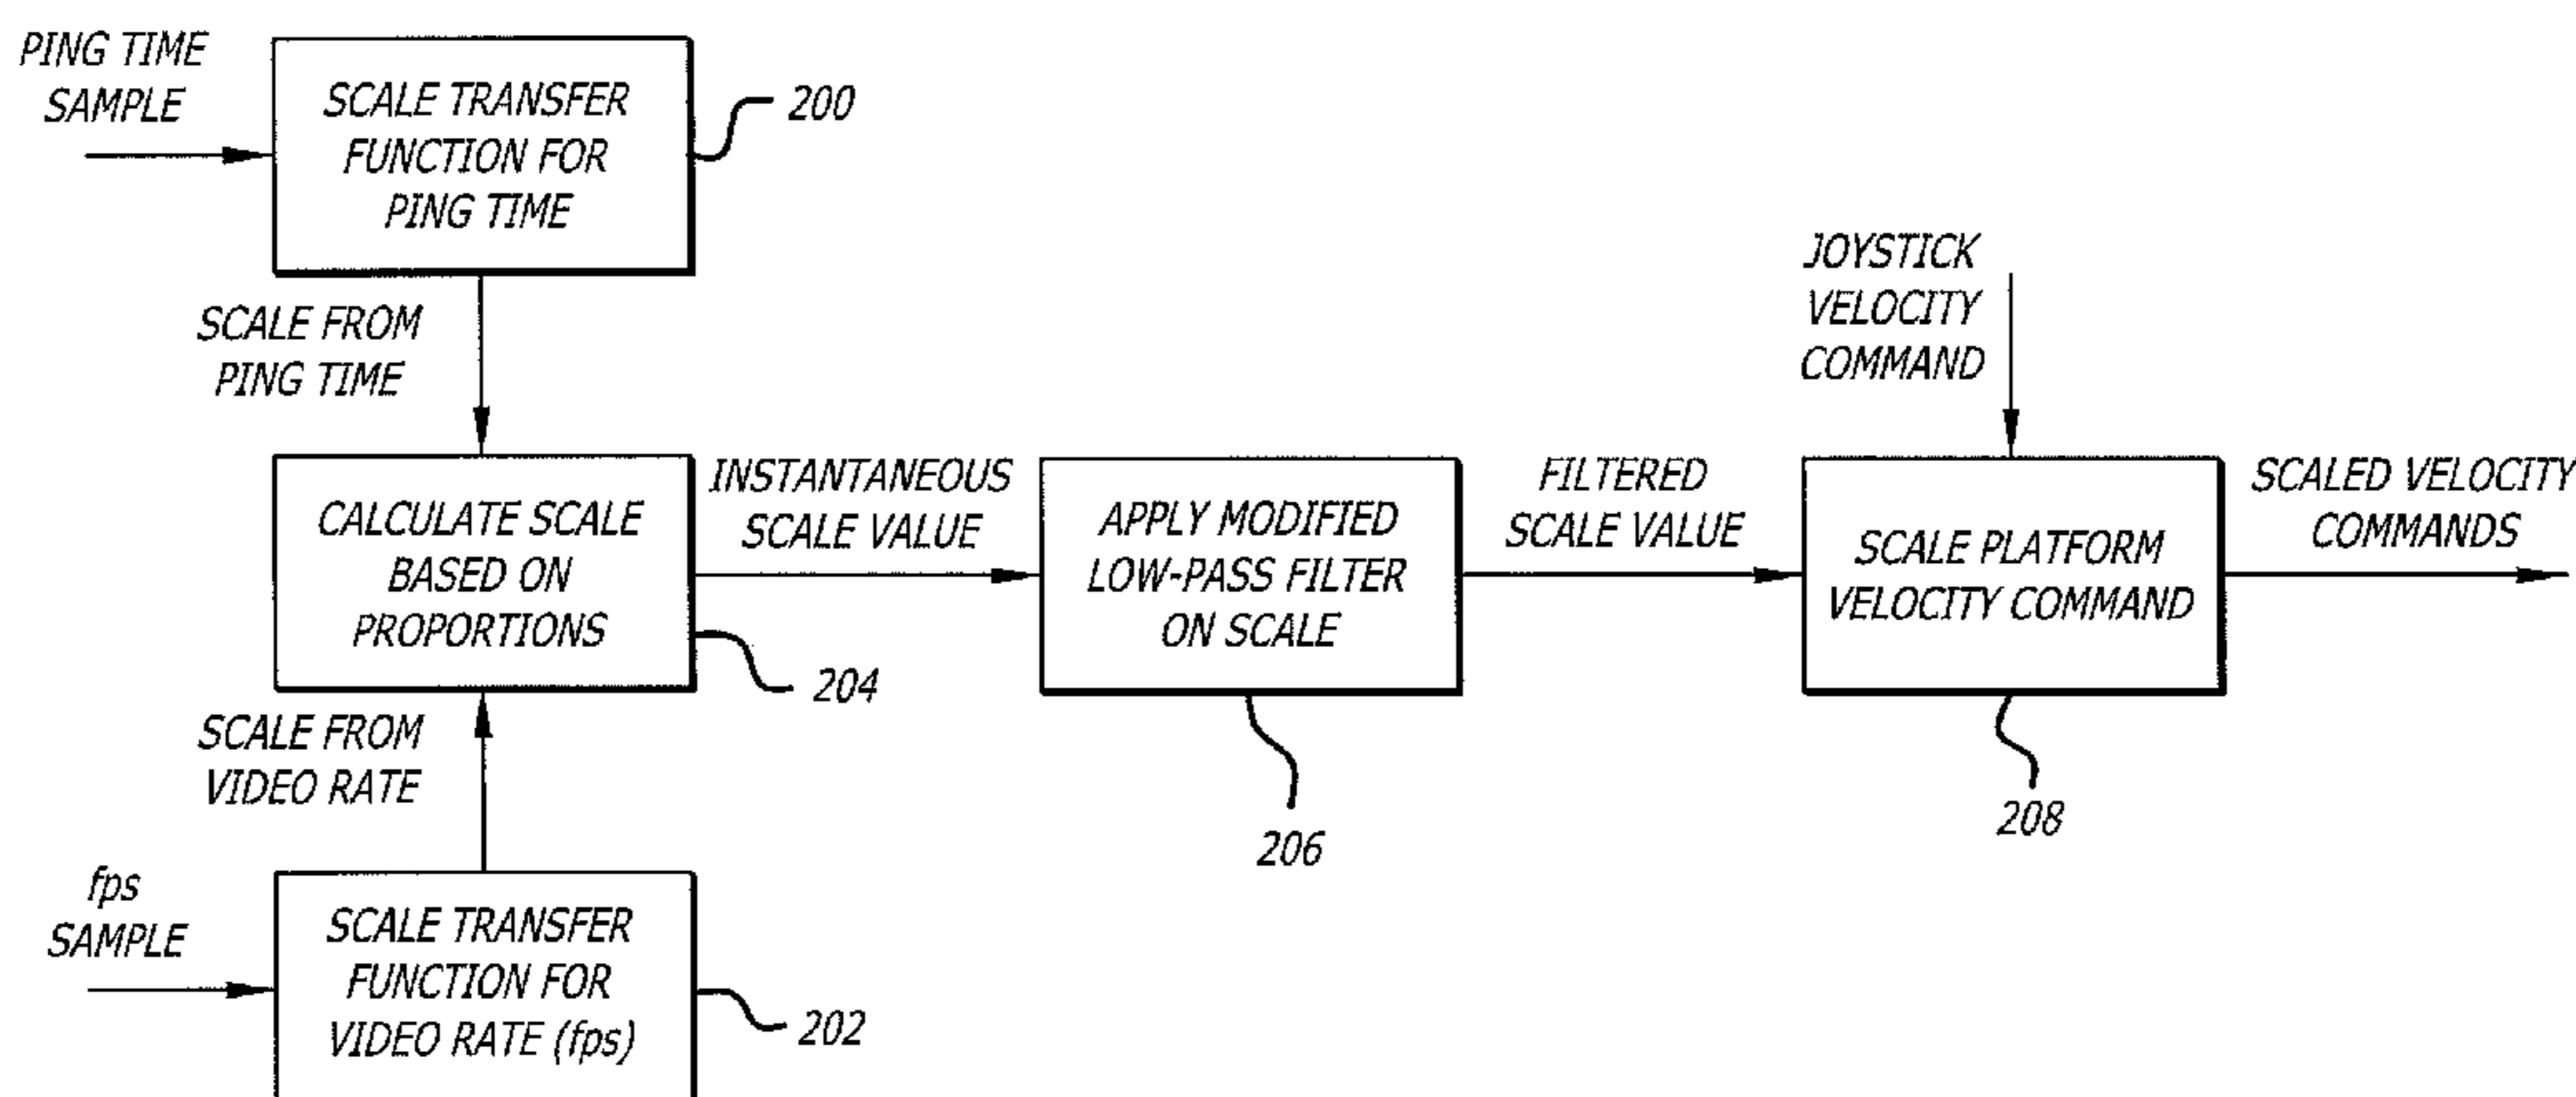 PING TIME
SAMPLE
SCALE TRANSFER
FUNCTION FOR
PING TIME
200
SCALE FROM
PING TIME
JOYSTICK
VELOCITY
COMMAND
CALCULATE SCALE
BASED ON
PROPORTIONS
204
INSTANTANEOUS
SCALE VALUE
APPLY MODIFIED
LOW-PASS FILTER
ON SCALE
206
FILTERED
SCALE VALUE
SCALE PLATFORM
VELOCITY COMMAND
208
SCALED VELOCITY
COMMANDS
SCALE FROM
VIDEO RATE
fps
SAMPLE
SCALE TRANSFER
FUNCTION FOR
VIDEO RATE (fps)
202